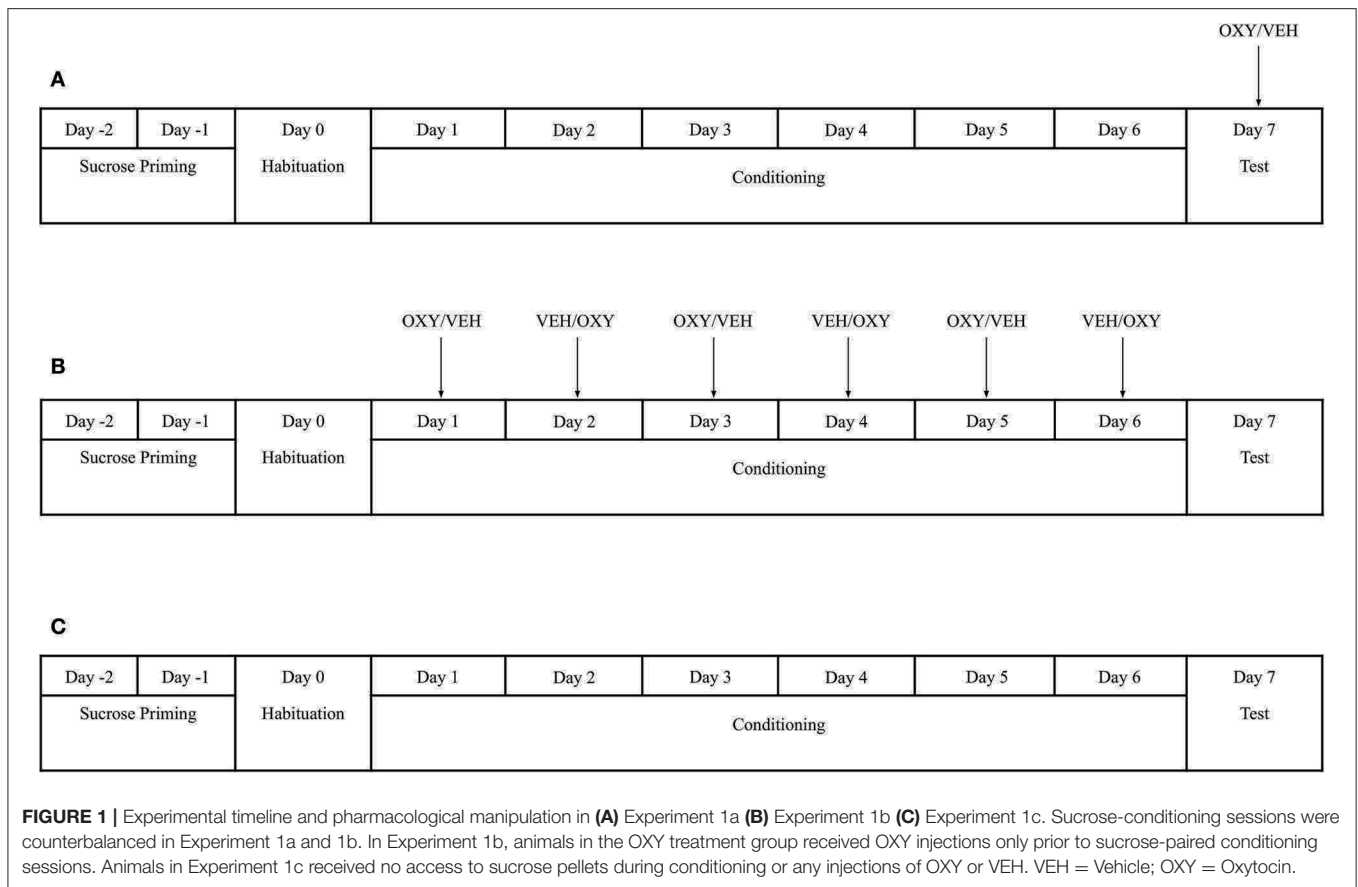 OXY/VEH
A
Day -2 Day -1 Day 0 Day 1 Day 2 Day 3 Day 4 Day 5 Day 6 Day 7
Sucrose Priming Habituation Conditioning Test
OXY/VEH VEH/OXY OXY/VEH VEH/OXY OXY/VEH VEH/OXY
B
Day -2 Day -1 Day 0 Day 1 Day 2 Day 3 Day 4 Day 5 Day 6 Day 7
Sucrose Priming Habituation Conditioning Test
C
Day -2 Day -1 Day 0 Day 1 Day 2 Day 3 Day 4 Day 5 Day 6 Day 7
Sucrose Priming Habituation Conditioning Test
FIGURE 1 | Experimental timeline and pharmacological manipulation in (A) Experiment 1a (B) Experiment 1b (C) Experiment 1c. Sucrose-conditioning sessions were
counterbalanced in Experiment 1a and 1b. In Experiment 1b, animals in the OXY treatment group received OXY injections only prior to sucrose-paired conditioning
sessions. Animals in Experiment 1c received no access to sucrose pellets during conditioning or any injections of OXY or VEH. VEH = Vehicle; OXY = Oxytocin.